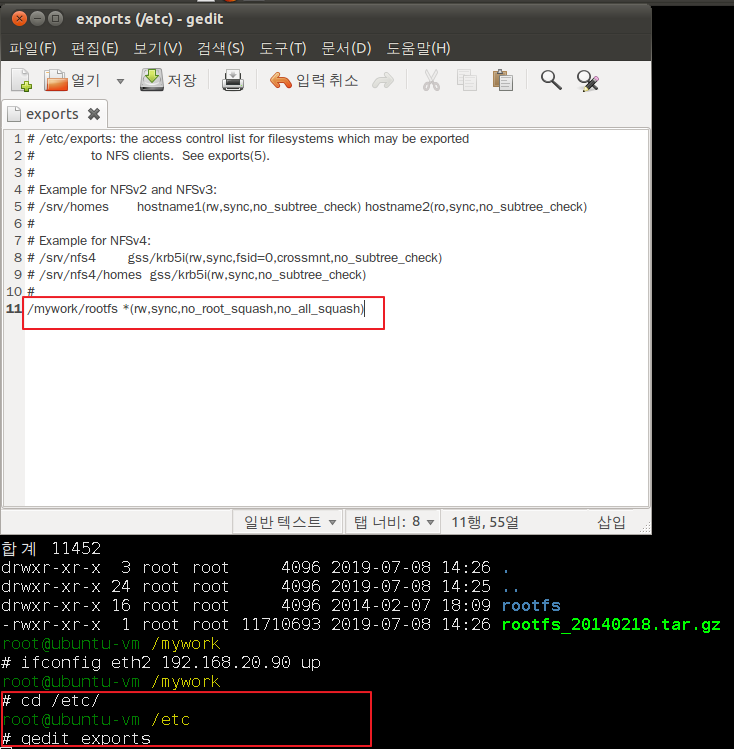 exports (/etc) - gedit
파일(F) 편집(E) 보기(V) 검색(S) 도구(T) 문서(D) 도움말(H)
열기 저장 입력 취소
exports
1 # /etc/exports: the access control list for filesystems which may be exported
2 # to NFS clients. See exports(5).
3 #
4 # Example for NFSv2 and NFSv3:
5 # /srv/homes hostname1(rw,sync,no_subtree_check) hostname2(ro,sync,no_subtree_check)
6 #
7 # Example for NFSv4:
8 # /srv/nfs4 gss/krb5i(rw,sync,fsid=0,crossmnt,no_subtree_check)
9 # /srv/nfs4/homes gss/krb5i(rw,sync,no_subtree_check)
10 #
11 /mywork/rootfs *(rw,sync,no_root_squash,no_all_squash)
일반 텍스트 탭 너비: 8 11행, 55열 삽입
합계 11452
drwxr-xr-x 3 root root 4096 2019-07-08 14:26 .
drwxr-xr-x 24 root root 4096 2019-07-08 14:25 ..
drwxr-xr-x 16 root root 4096 2014-02-07 18:09 rootfs
-rwxr-xr-x 1 root root 11710693 2019-07-08 14:26 rootfs_20140218.tar.gz
root@ubuntu-vm /mywork
# ifconfig eth2 192.168.20.90 up
root@ubuntu-vm /mywork
# cd /etc/
root@ubuntu-vm /etc
# gedit exports